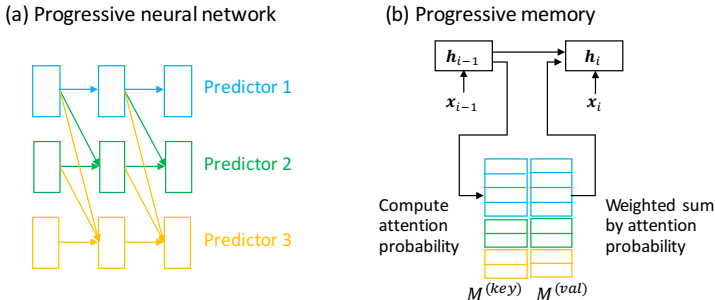 (a) Progressive neural network
Predictor 1
Predictor 2
Predictor 3
(b) Progressive memory
h_{i−1}
h_i
x_{i−1}
x_i
Compute
attention
probability
Weighted sum
by attention
probability
M^{(key)} M^{(val)}